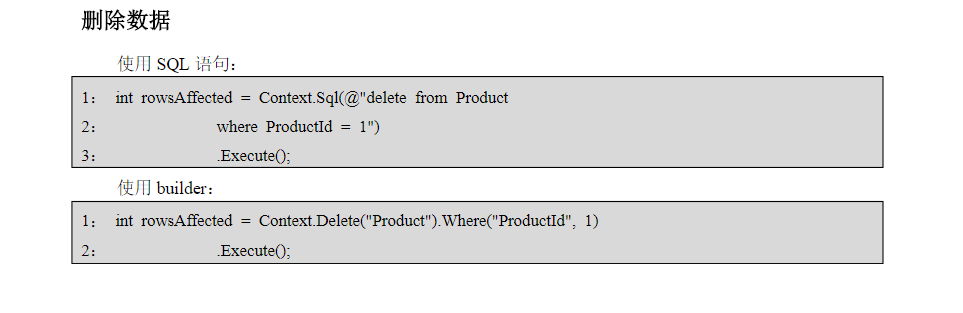 删除数据
使用 SQL 语句：
1： int rowsAffected = Context.Sql(@"delete from Product
2： where ProductId = 1")
3： .Execute();
使用 builder：
1： int rowsAffected = Context.Delete("Product").Where("ProductId", 1)
2： .Execute();